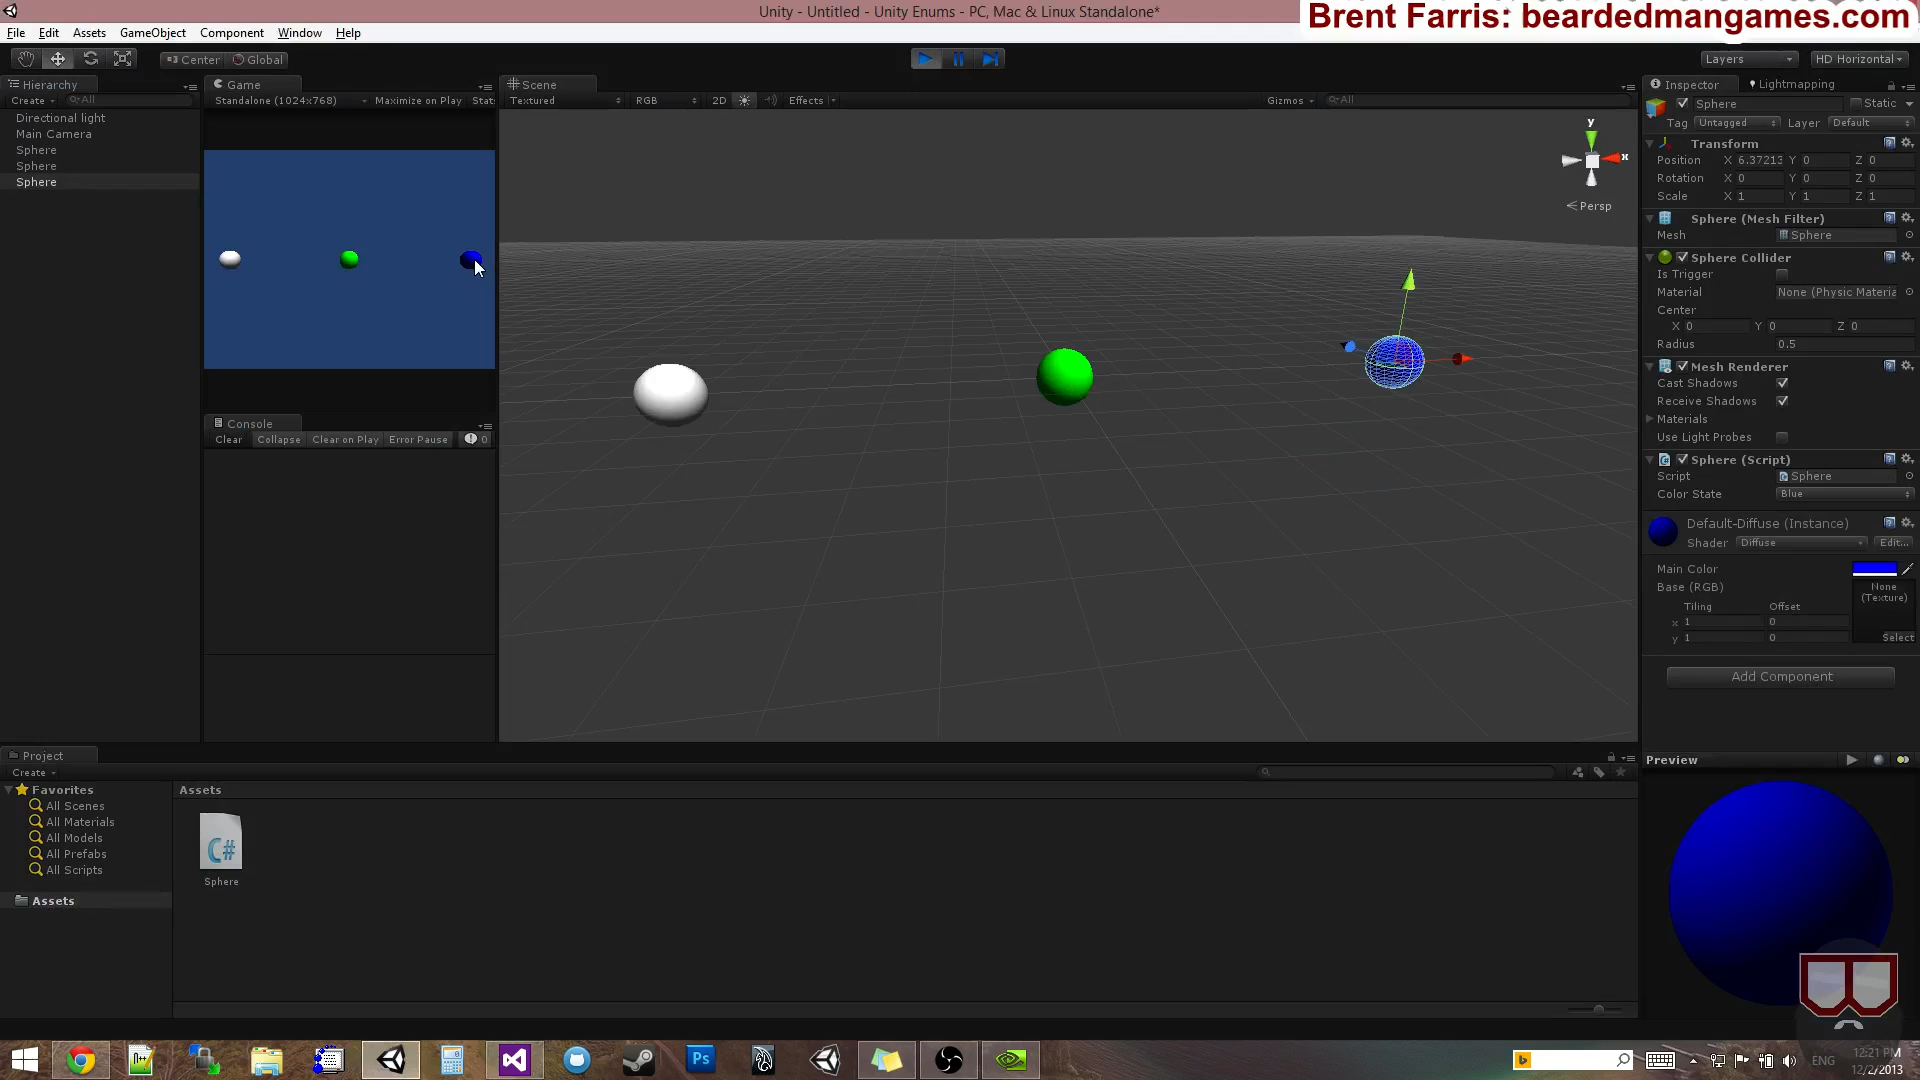 Unity - Untitled - Unity Enums - PC, Mac & Linux Standalone*
Brent Farris: beardedmangames.com
File Edit Assets GameObject Component Window Help
Center Global
Layers HD Horizontal
Hierarchy
Create All
Directional light
Main Camera
Sphere
Sphere
Sphere
Game
Standalone (1024x768) Maximize on Play Stats
Console
Clear Collapse Clear on Play Error Pause 0
Scene
Textured RGB 2D Effects Gizmos All
y
x
Persp
Inspector Lightmapping
Sphere Static
Tag Untagged Layer Default
Transform
Position X 6.37213 Y 0 Z 0
Rotation X 0 Y 0 Z 0
Scale X 1 Y 1 Z 1
Sphere (Mesh Filter)
Mesh Sphere
Sphere Collider
Is Trigger
Material None (Physic Materia
Center
X 0 Y 0 Z 0
Radius 0.5
Mesh Renderer
Cast Shadows
Receive Shadows
Materials
Use Light Probes
Sphere (Script)
Script Sphere
Color State Blue
Default-Diffuse (Instance)
Shader Diffuse Edit...
Main Color
Base (RGB)
None
(Texture)
Tiling Offset
x 1 0
y 1 0
Select
Add Component
Preview
Project
Create
Favorites
All Scenes
All Materials
All Models
All Prefabs
All Scripts
Assets
Assets
C#
Sphere
Ps
ENG
12:21 PM
12/2/2013